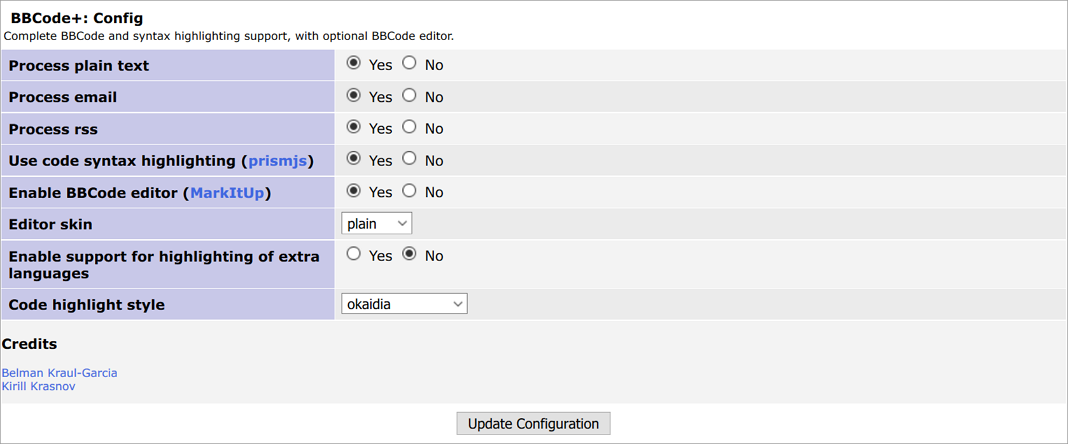 BBCode+: Config
Complete BBCode and syntax highlighting support, with optional BBCode editor.
Process plain text Yes No
Process email Yes No
Process rss Yes No
Use code syntax highlighting (prismjs) Yes No
Enable BBCode editor (MarkItUp) Yes No
Editor skin plain
Enable support for highlighting of extra Yes No
languages
Code highlight style okaidia
Credits
Belman Kraul-Garcia
Kirill Krasnov
Update Configuration